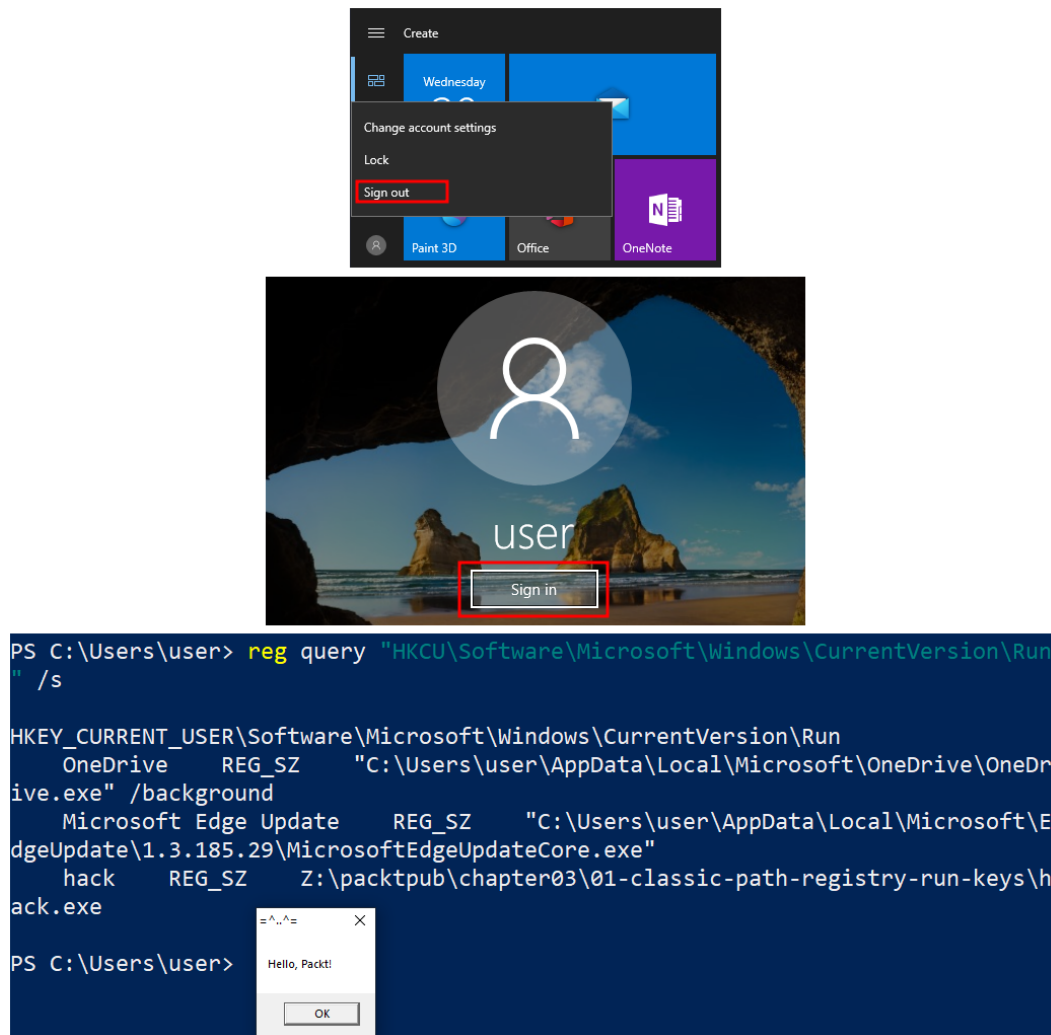 Create
Wednesday
Change account settings
Lock
Sign out
Paint 3D
Office
OneNote
user
Sign in
PS C:\Users\user> reg query "HKCU\Software\Microsoft\Windows\CurrentVersion\Run
" /s
HKEY_CURRENT_USER\Software\Microsoft\Windows\CurrentVersion\Run
OneDrive REG_SZ "C:\Users\user\AppData\Local\Microsoft\OneDrive\OneDr
ive.exe" /background
Microsoft Edge Update REG_SZ "C:\Users\user\AppData\Local\Microsoft\E
dgeUpdate\1.3.185.29\MicrosoftEdgeUpdateCore.exe"
hack REG_SZ Z:\packtpub\chapter03\01-classic-path-registry-run-keys\h
ack.exe
=^..^=
PS C:\Users\user>
Hello, Packt!
OK